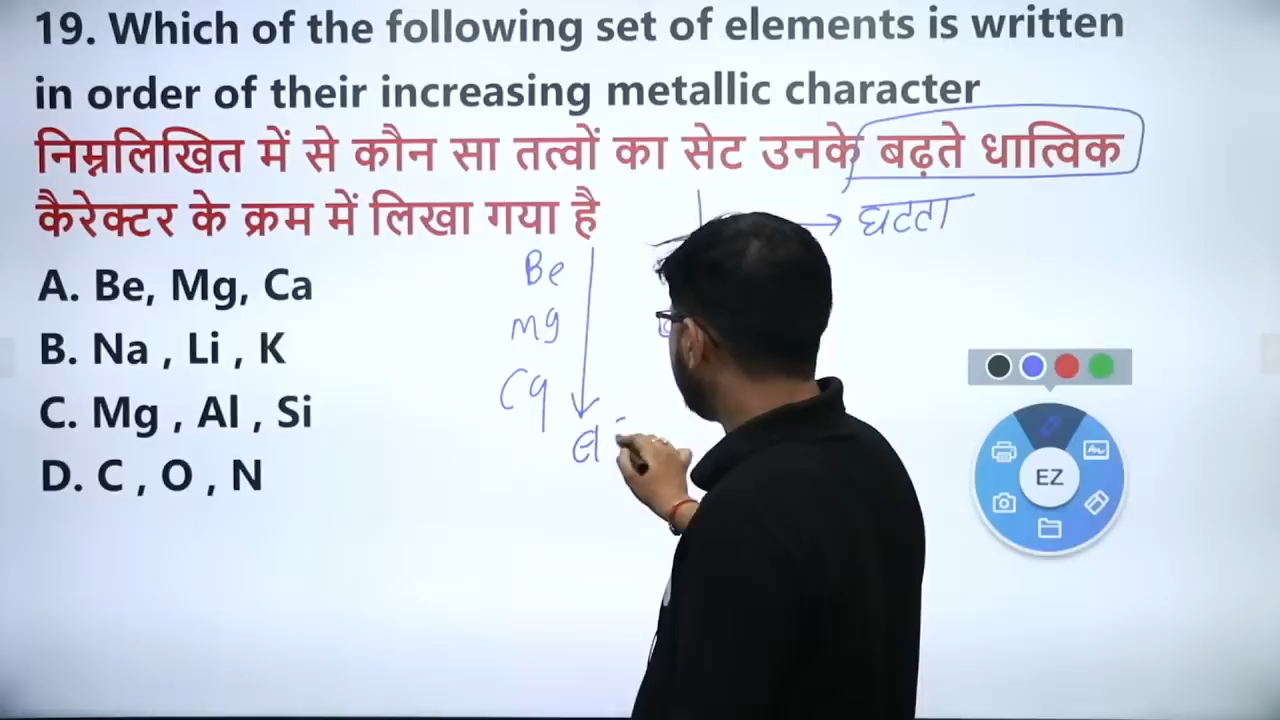 19. Which of the following set of elements is written
in order of their increasing metallic character
निम्नलिखित में से कौन सा तत्वों का सेट उनके बढ़ते धात्विक
कैरेक्टर के क्रम में लिखा गया है
→ घटता
A. Be, Mg, Ca
B. Na , Li , K
C. Mg , Al , Si
D. C , O , N
Be
Mg
Ca
EZ